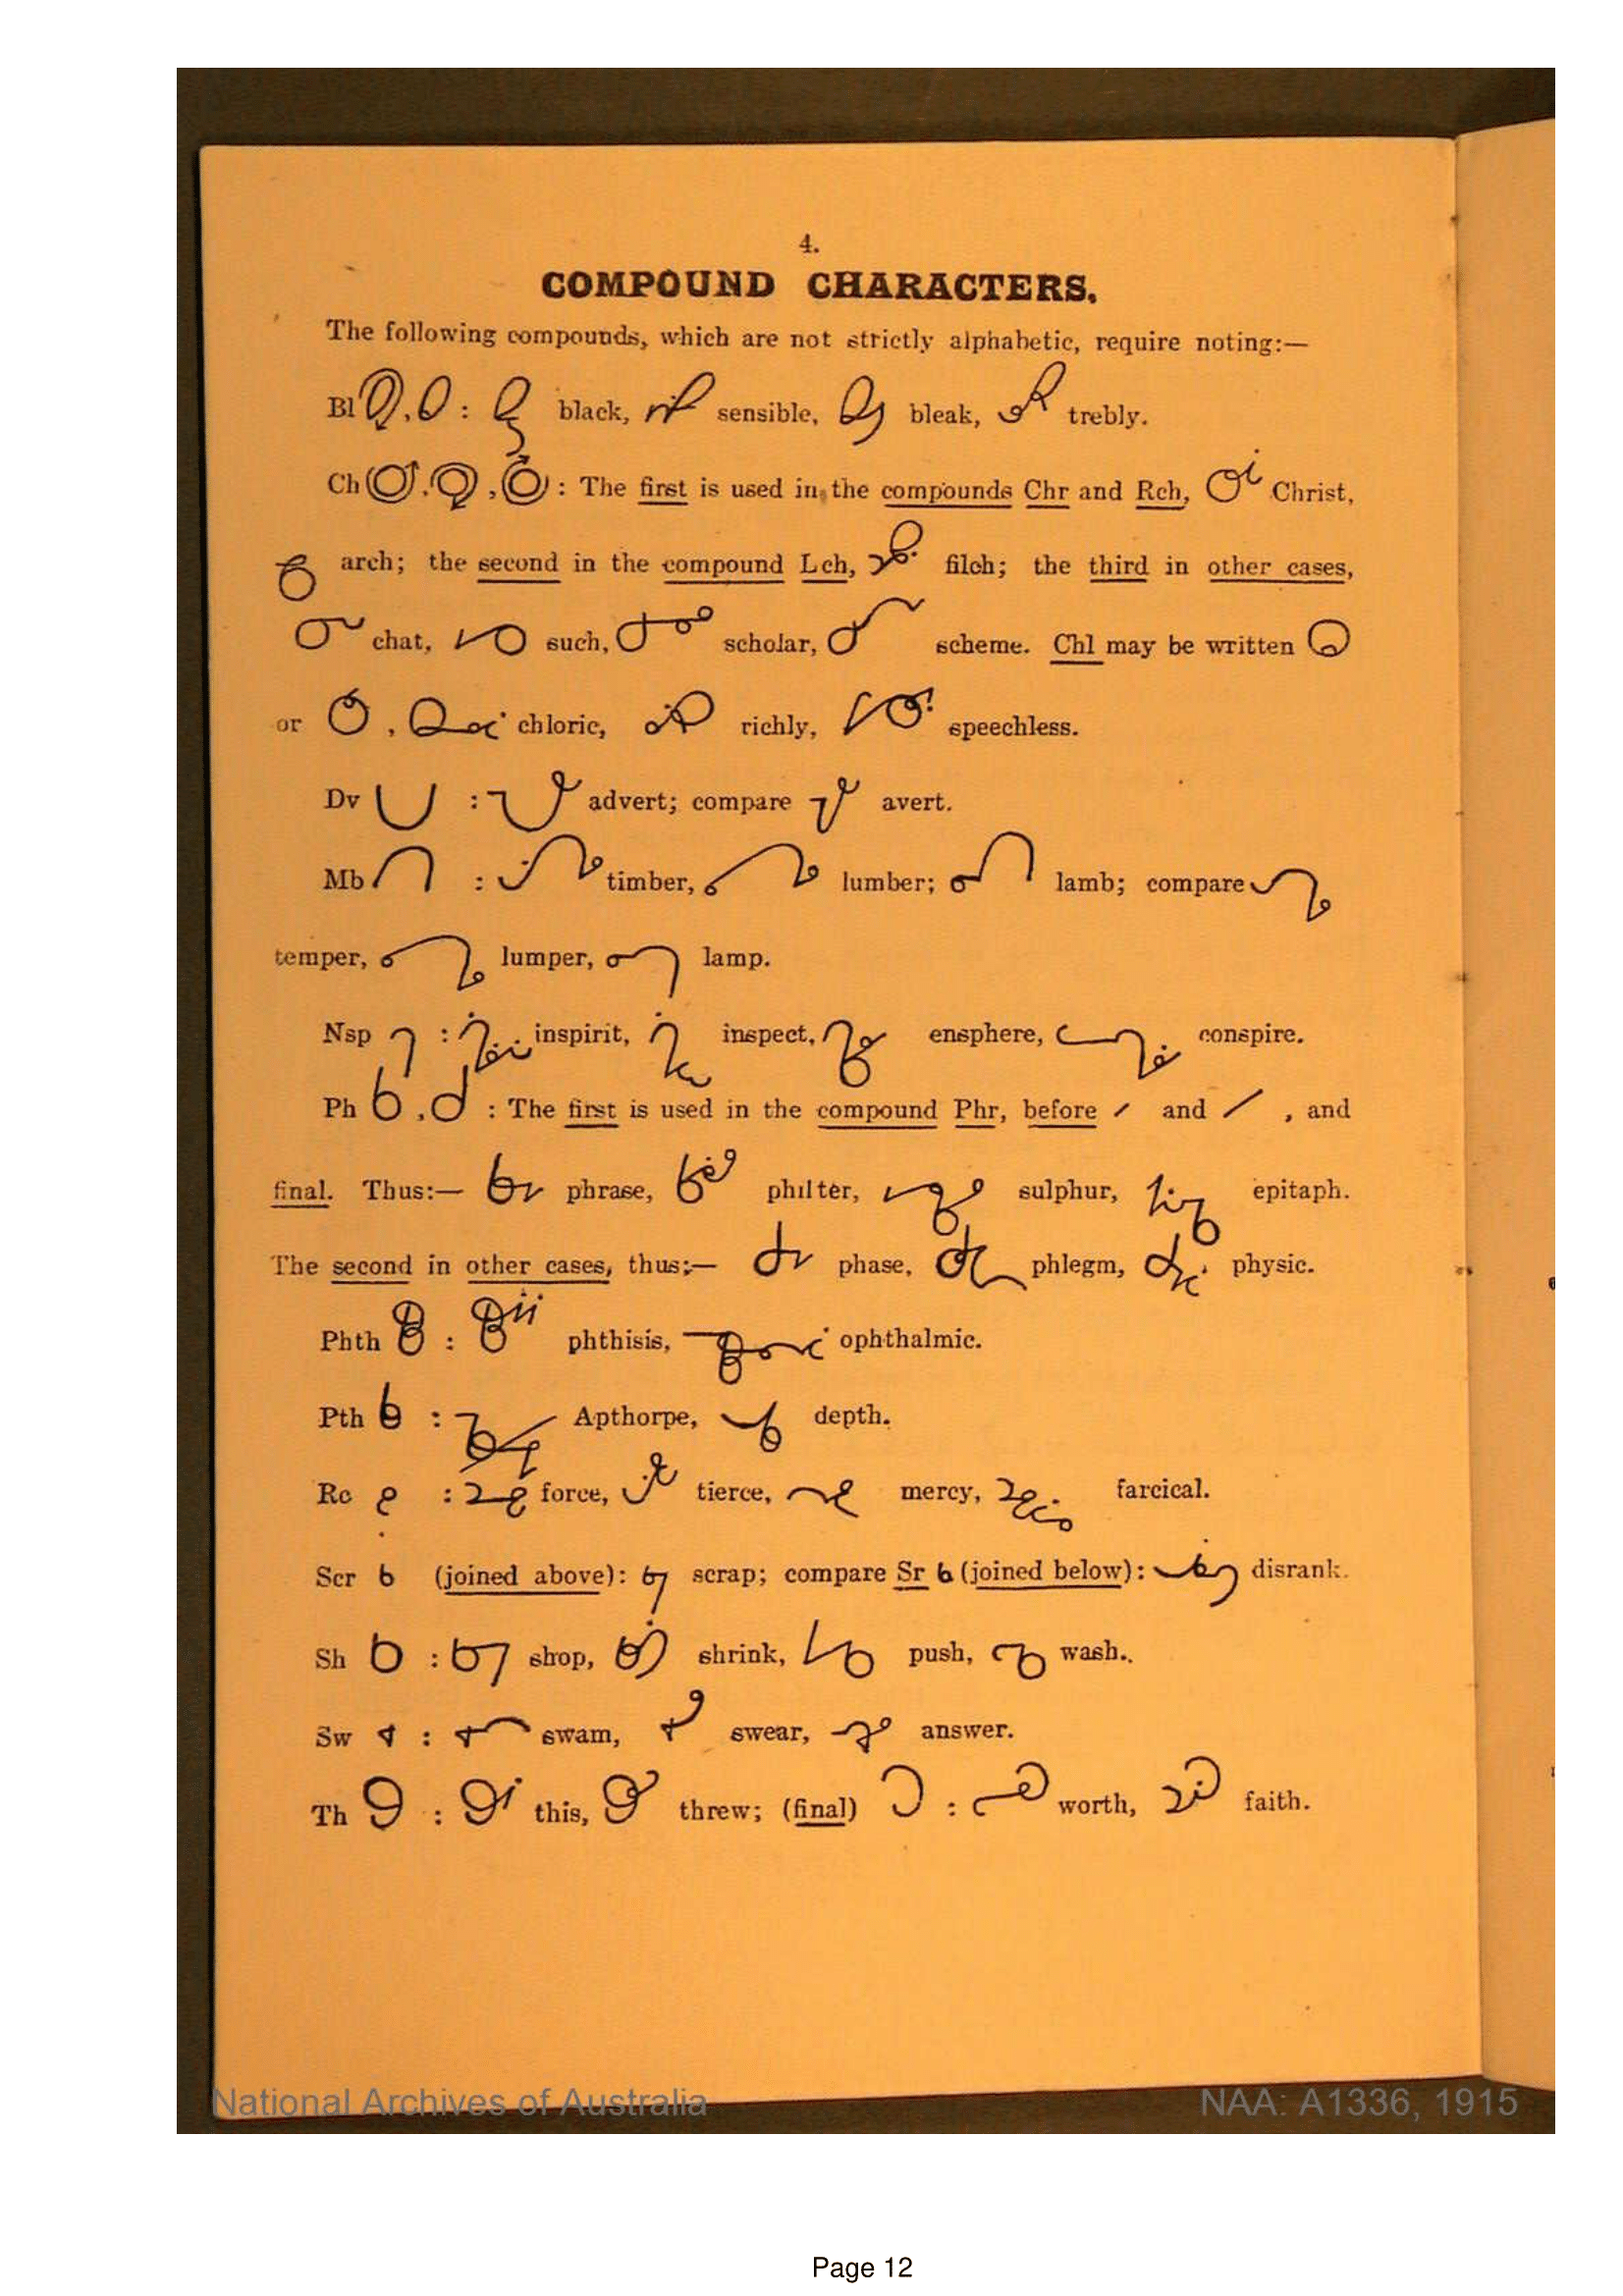 4.
COMPOUND CHARACTERS.
The following compounds, which are not strictly alphabetic, require noting:—
Bl , : black, sensible, bleak, trebly.
Ch , , : The first is used in the compounds Chr and Rch, Christ,
arch; the second in the compound Lch, filch; the third in other cases,
chat, such, scholar, scheme. Chl may be written
or , chloric, richly, speechless.
Dv : advert; compare avert.
Mb : timber, lumber; lamb; compare
temper, lumper, lamp.
Nsp : inspirit, inspect, ensphere, conspire.
Ph , : The first is used in the compound Phr, before and , and
final. Thus:— phrase, philter, sulphur, epitaph.
The second in other cases, thus:— phase, phlegm, physic.
Phth : phthisis, ophthalmic.
Pth : Apthorpe, depth.
Rc : force, tierce, mercy, farcical.
Scr (joined above): scrap; compare Sr (joined below): disrank.
Sh : shop, shrink, push, wash.
Sw : swam, swear, answer.
Th : this, threw; (final) : worth, faith.
National Archives of Australia NAA: A1336, 1915
Page 12